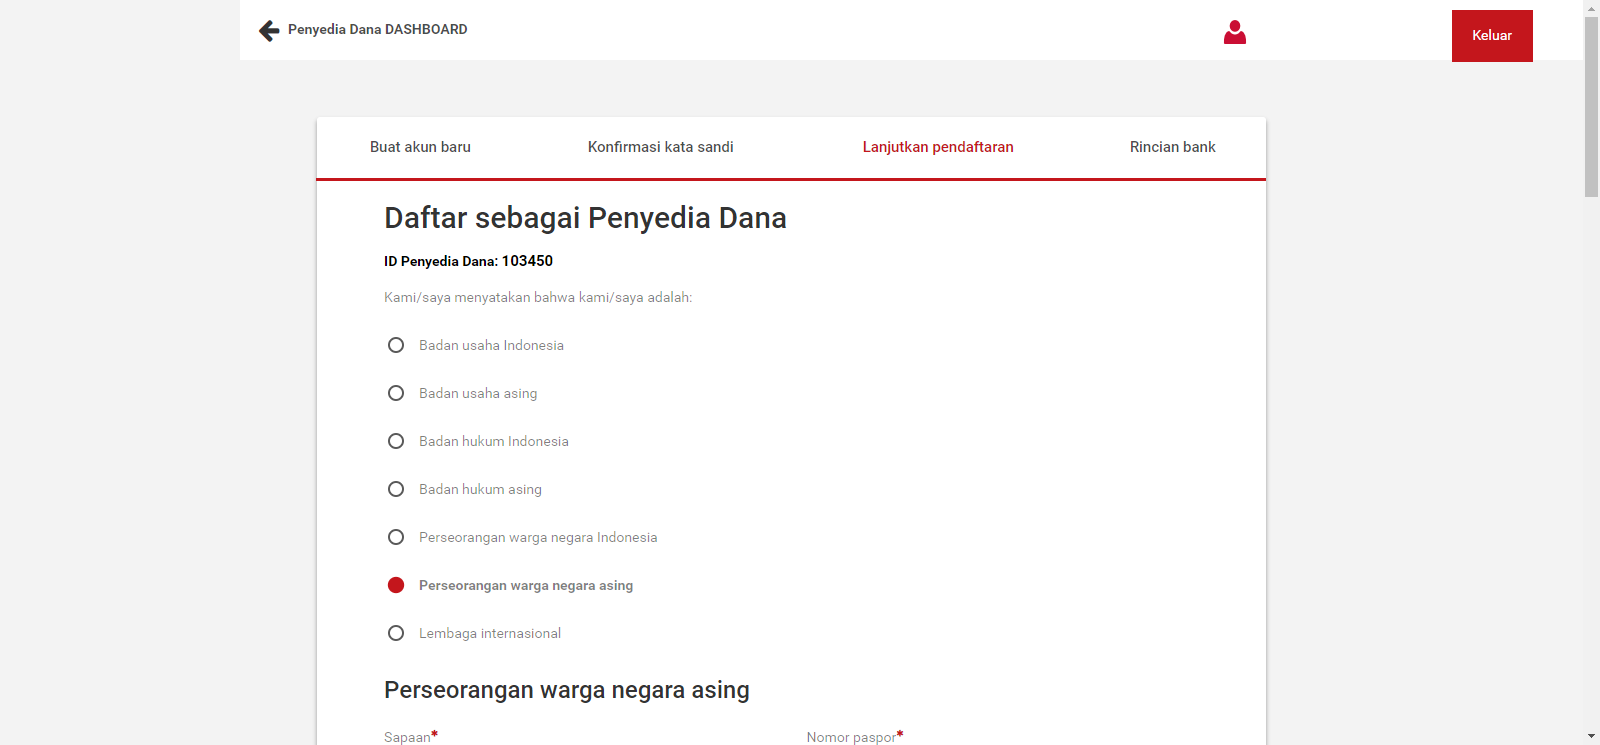 Penyedia Dana DASHBOARD
Keluar
Buat akun baru
Konfirmasi kata sandi
Lanjutkan pendaftaran
Rincian bank
Daftar sebagai Penyedia Dana
ID Penyedia Dana: 103450
Kami/saya menyatakan bahwa kami/saya adalah:
Badan usaha Indonesia
Badan usaha asing
Badan hukum Indonesia
Badan hukum asing
Perseorangan warga negara Indonesia
Perseorangan warga negara asing
Lembaga internasional
Perseorangan warga negara asing
Sapaan*
Nomor paspor*